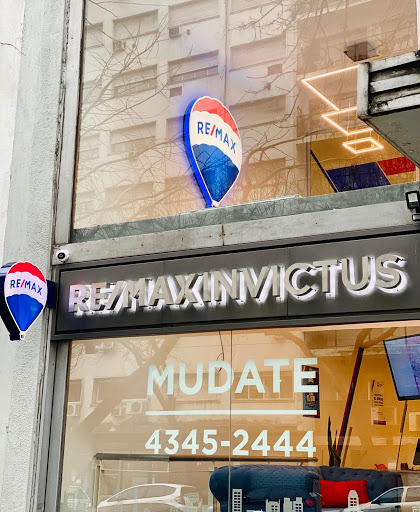 RE/MAX
RE/MAX INVICTUS
RE/MAX
MUDATE
4345-2444